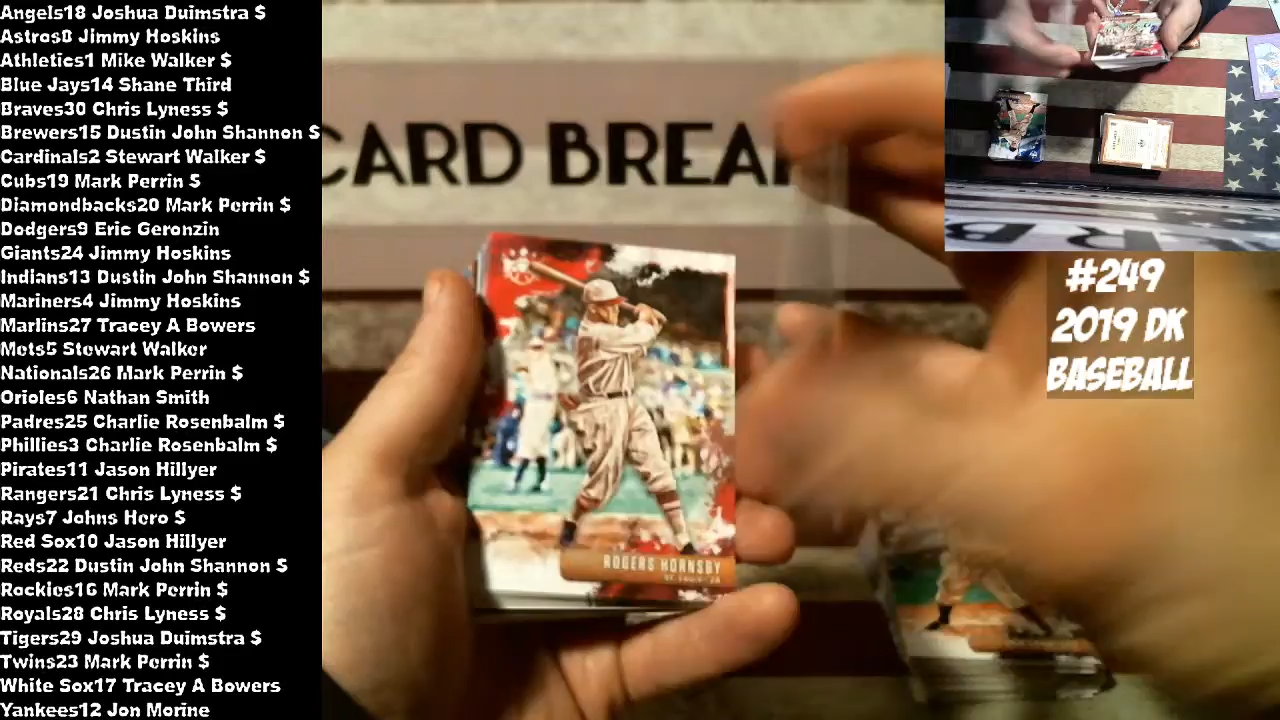 Angels18 Joshua Duimstra $
Astros8 Jimmy Hoskins
Athletics1 Mike Walker $
Blue Jays14 Shane Third
Braves30 Chris Lyness $
Brewers15 Dustin John Shannon $
Cardinals2 Stewart Walker $
Cubs19 Mark Perrin $
Diamondbacks20 Mark Perrin $
Dodgers9 Eric Geronzin
Giants24 Jimmy Hoskins
Indians13 Dustin John Shannon $
Mariners4 Jimmy Hoskins
Marlins27 Tracey A Bowers
Mets5 Stewart Walker
Nationals26 Mark Perrin $
Orioles6 Nathan Smith
Padres25 Charlie Rosenbalm $
Phillies3 Charlie Rosenbalm $
Pirates11 Jason Hillyer
Rangers21 Chris Lyness $
Rays7 Johns Hero $
Red Sox10 Jason Hillyer
Reds22 Dustin John Shannon $
Rockies16 Mark Perrin $
Royals28 Chris Lyness $
Tigers29 Joshua Duimstra $
Twins23 Mark Perrin $
White Sox17 Tracey A Bowers
Yankees12 Jon Morine
CARD BREA
ROGERS HORNSBY
#249
2019 DK
BASEBALL